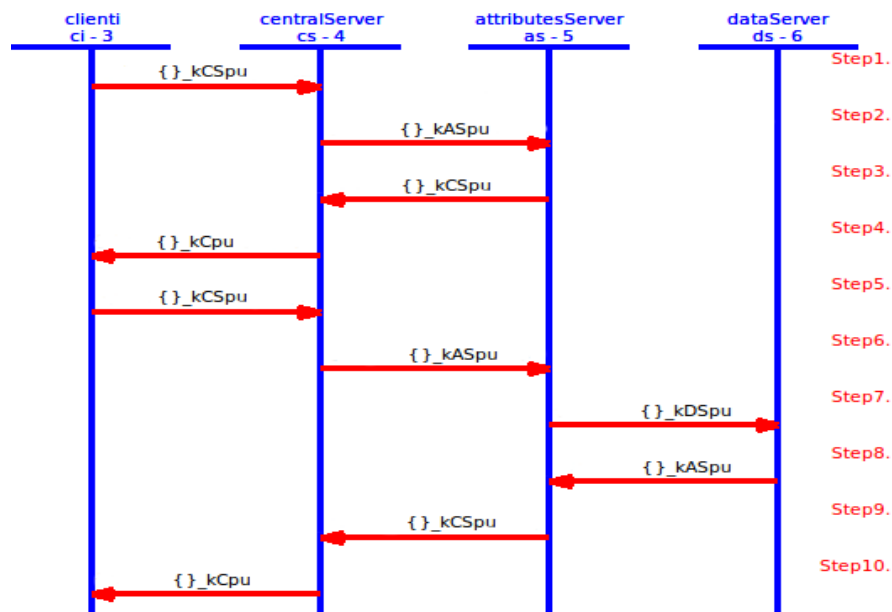 clienti centralServer attributesServer dataServer
ci - 3 cs - 4 as - 5 ds - 6
Step1.
{ }_kCSpu
Step2.
{ }_kASpu
Step3.
{ }_kCSpu
Step4.
{ }_kCpu
Step5.
{ }_kCSpu
Step6.
{ }_kASpu
Step7.
{ }_kDSpu
Step8.
{ }_kASpu
Step9.
{ }_kCSpu
Step10.
{ }_kCpu